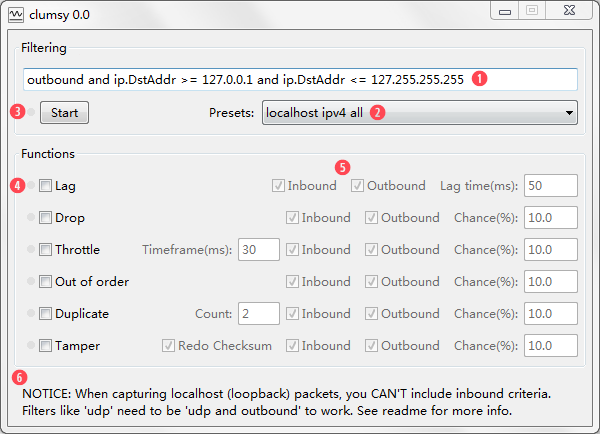 clumsy 0.0
Filtering
outbound and ip.DstAddr >= 127.0.0.1 and ip.DstAddr <= 127.255.255.255 1
3 Start Presets: localhost ipv4 all 2
Functions
5
4 Lag Inbound Outbound Lag time(ms): 50
Drop Inbound Outbound Chance(%): 10.0
Throttle Timeframe(ms): 30 Inbound Outbound Chance(%): 10.0
Out of order Inbound Outbound Chance(%): 10.0
Duplicate Count: 2 Inbound Outbound Chance(%): 10.0
Tamper Redo Checksum Inbound Outbound Chance(%): 10.0
6
NOTICE: When capturing localhost (loopback) packets, you CAN'T include inbound criteria.
Filters like 'udp' need to be 'udp and outbound' to work. See readme for more info.